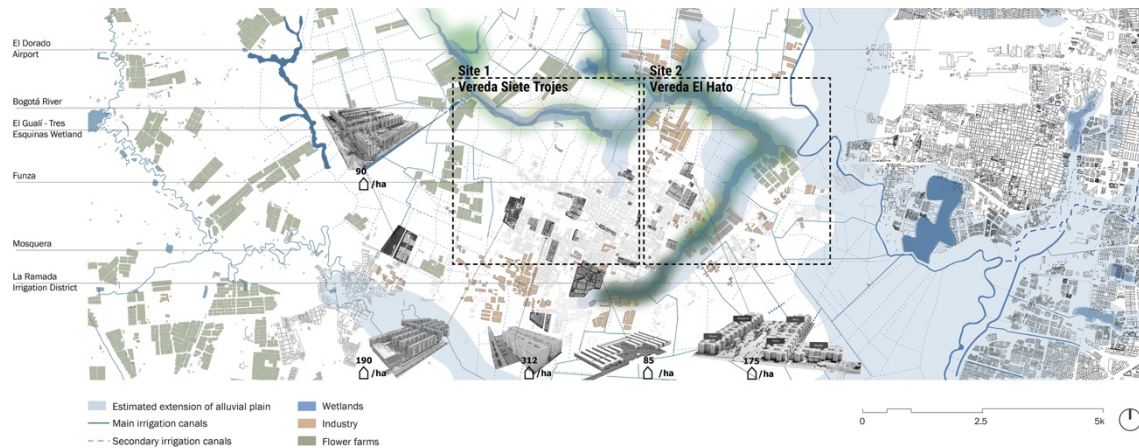 El Dorado
Airport
Bogotá River
El Gualí - Tres
Esquinas Wetland
Funza
Mosquera
La Ramada
Irrigation District
Site 1
Vereda Siete Trojes
Site 2
Vereda El Hato
90
/ha
190
/ha
312
/ha
85
/ha
175
/ha
Estimated extension of alluvial plain
Main irrigation canals
Secondary irrigation canals
Wetlands
Industry
Flower farms
0
2.5
5k